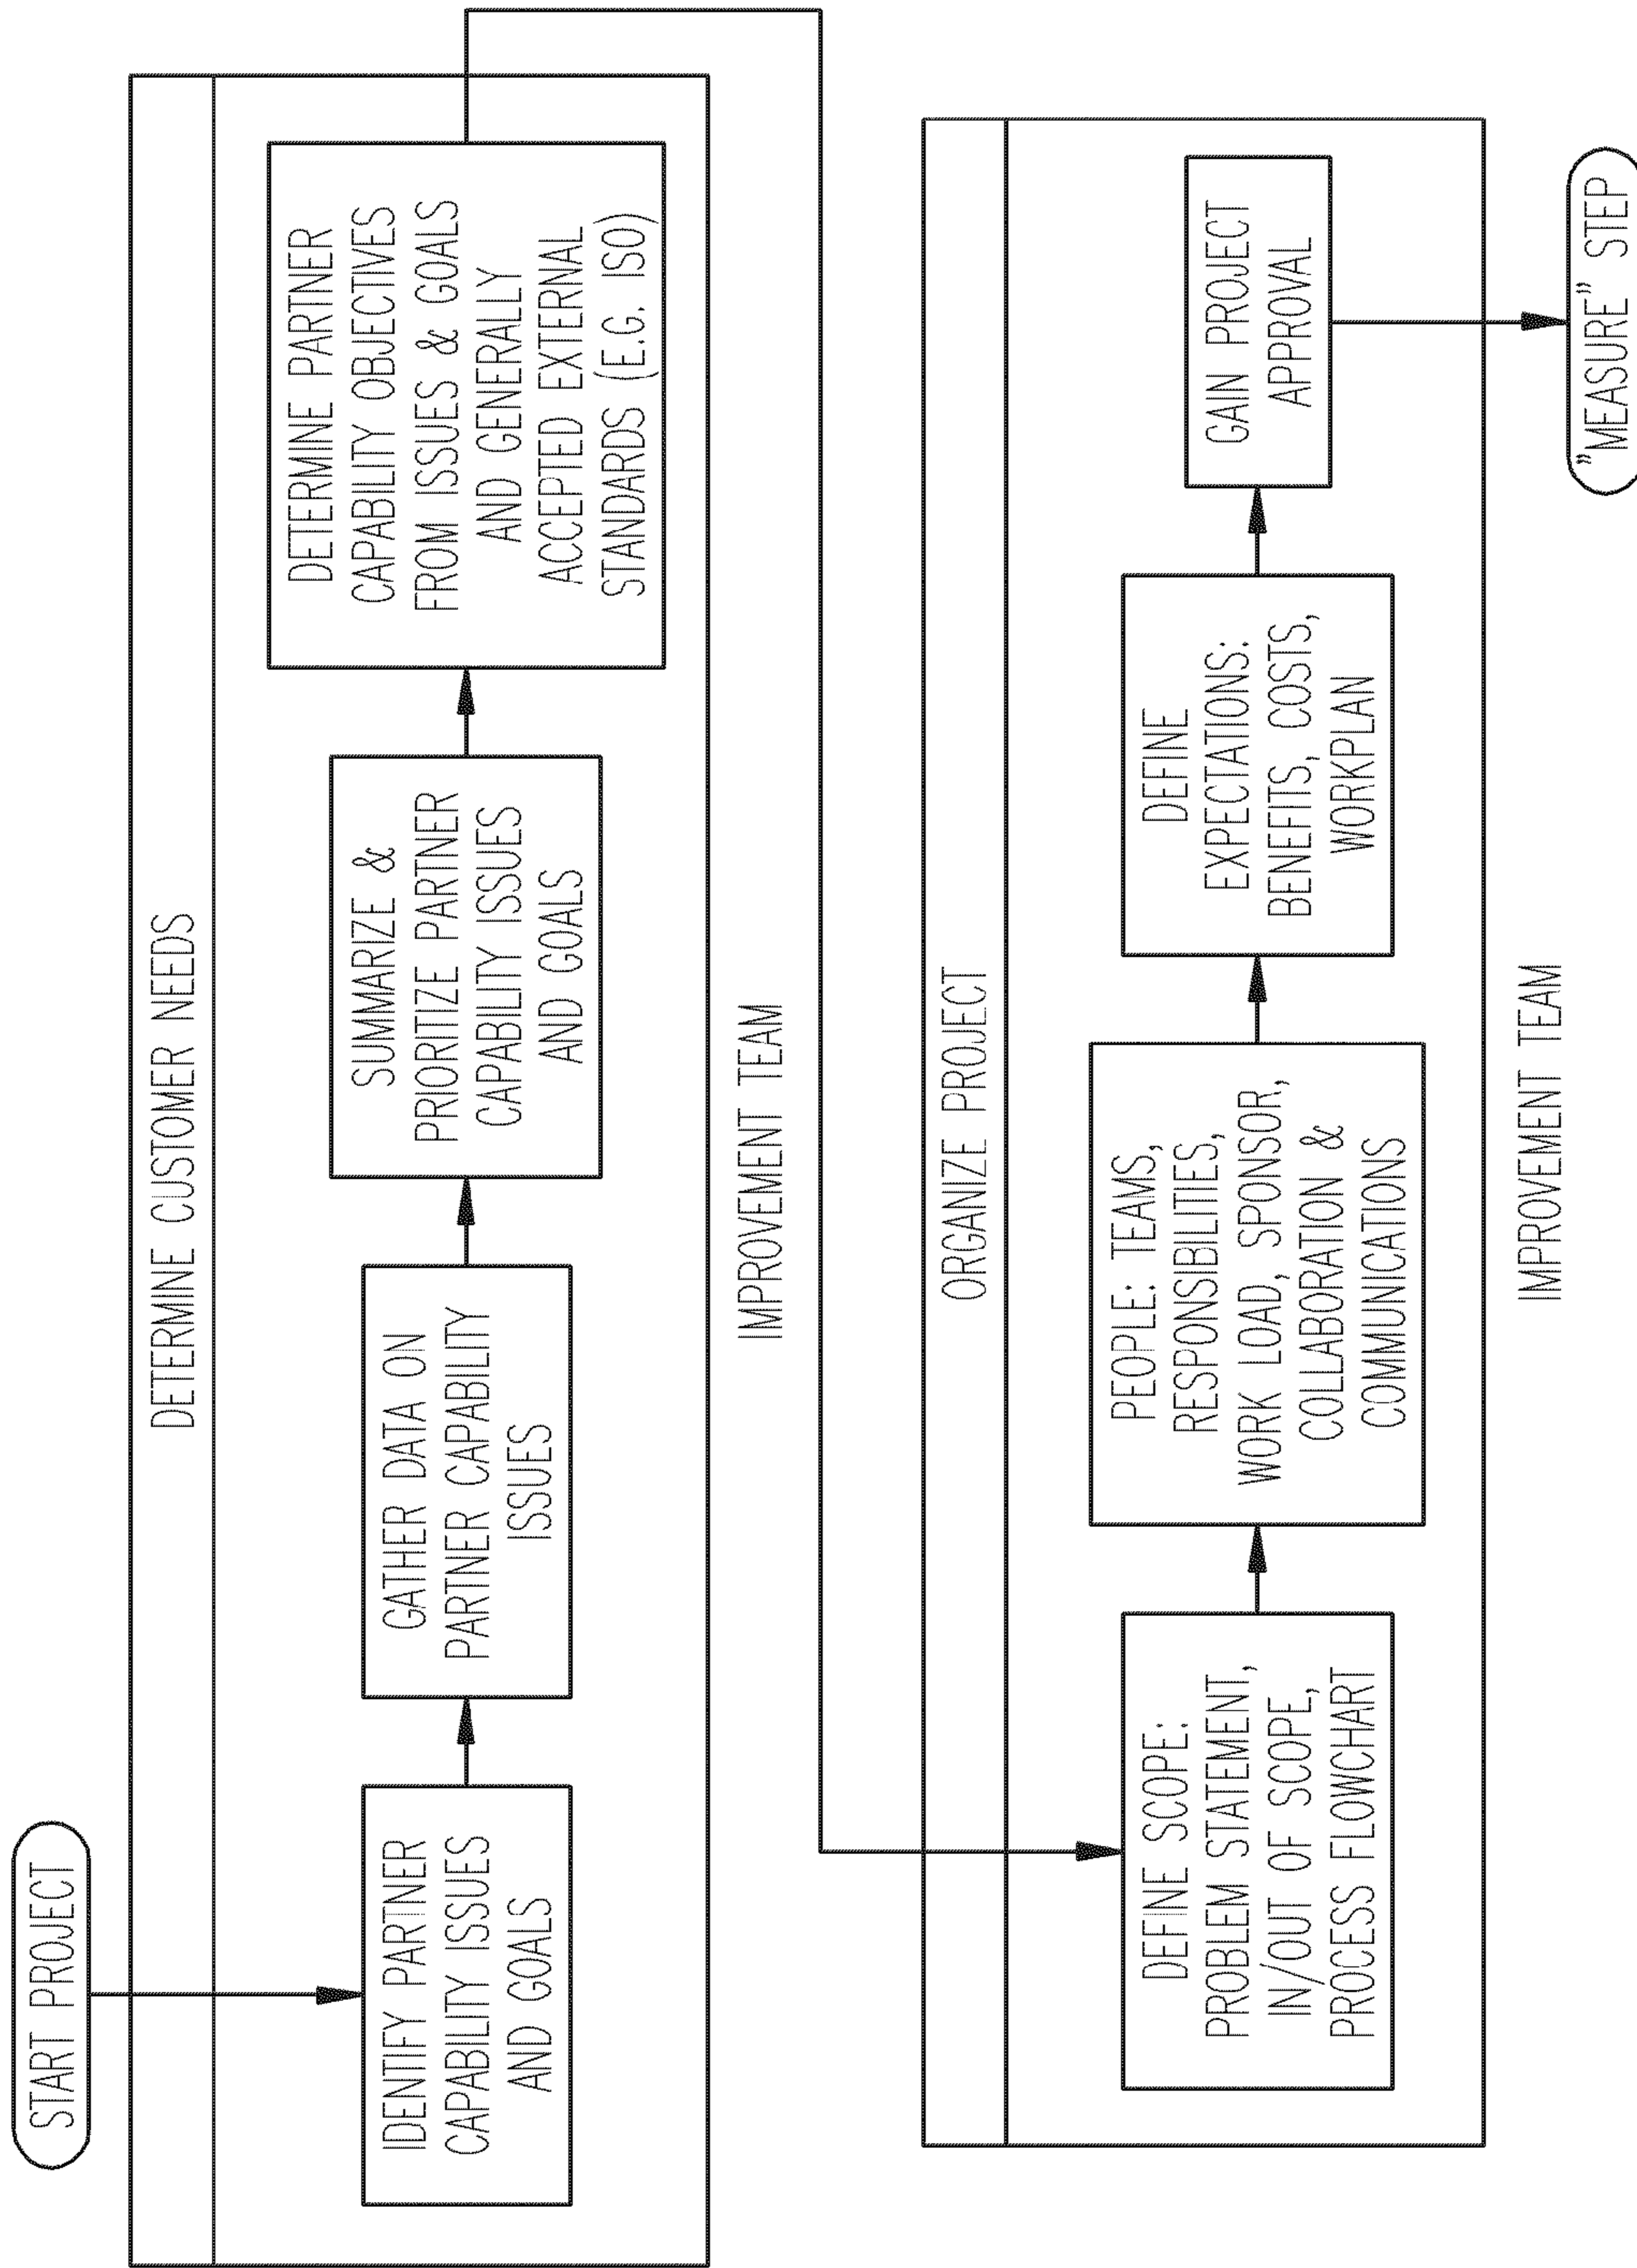 START PROJECT
DETERMINE CUSTOMER NEEDS
IDENTIFY PARTNER
CAPABILITY ISSUES
AND GOALS
GATHER DATA ON
PARTNER CAPABILITY
ISSUES
SUMMARIZE &
PRIORITIZE PARTNER
CAPABILITY ISSUES
AND GOALS
DETERMINE PARTNER
CAPABILITY OBJECTIVES
FROM ISSUES & GOALS
AND GENERALLY
ACCEPTED EXTERNAL
STANDARDS (E.G. ISO)
IMPROVEMENT TEAM
ORGANIZE PROJECT
DEFINE SCOPE:
PROBLEM STATEMENT,
IN/OUT OF SCOPE,
PROCESS FLOWCHART
PEOPLE: TEAMS,
RESPONSIBILITIES,
WORK LOAD, SPONSOR,
COLLABORATION &
COMMUNICATIONS
DEFINE
EXPECTATIONS:
BENEFITS, COSTS,
WORKPLAN
GAIN PROJECT
APPROVAL
IMPROVEMENT TEAM
"MEASURE" STEP